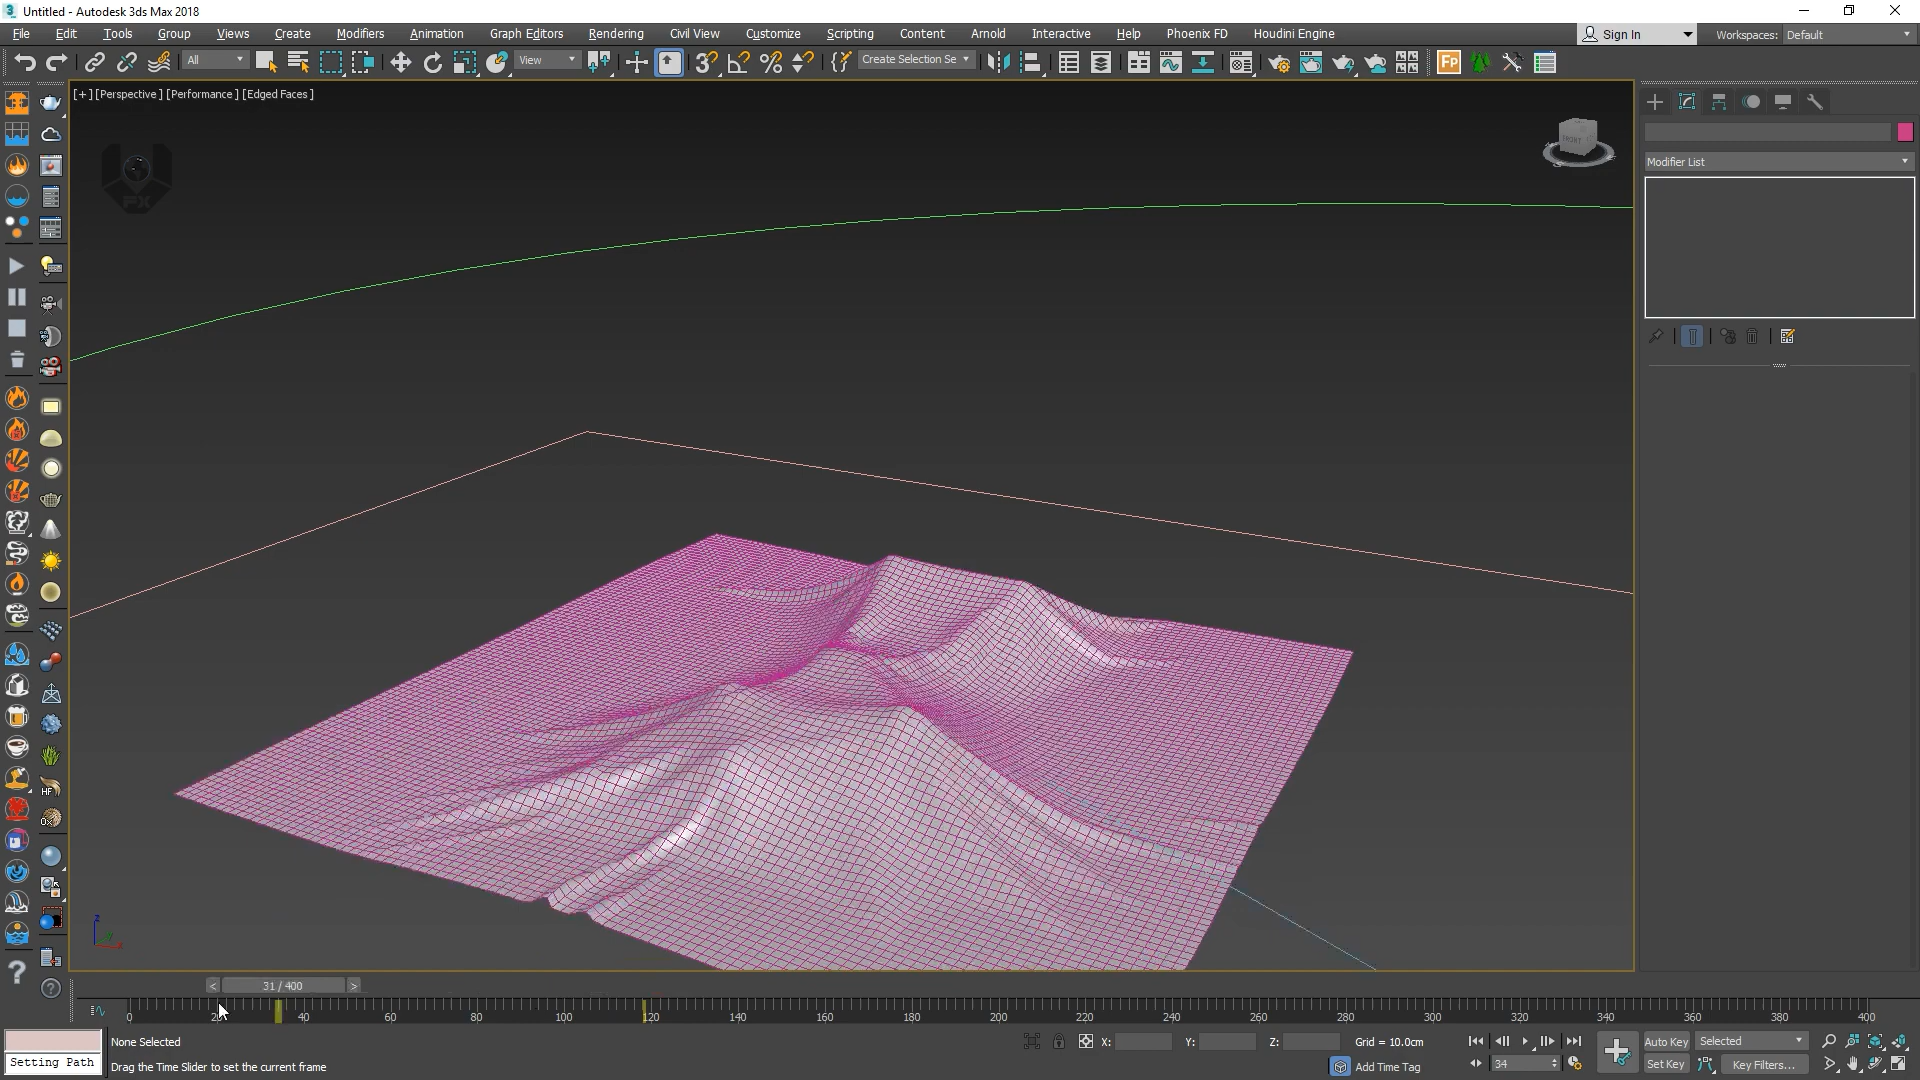 Untitled - Autodesk 3ds Max 2018
File Edit Tools Group Views Create Modifiers Animation Graph Editors Rendering Civil View Customize Scripting Content Arnold Interactive Help Phoenix FD Houdini Engine Sign In Workspaces: Default
All View Create Selection Se Fp
[+] [Perspective ] [Performance ] [Edged Faces ]
FX
FRONT
Modifier List
HF
z
< 31 / 400 >
0 20 40 60 80 100 120 140 160 180 200 220 240 260 280 300 320 340 360 380 400
None Selected X: Y: Z: Grid = 10.0cm Auto Key Selected
Setting Path Drag the Time Slider to set the current frame Add Time Tag 34 Set Key Key Filters...